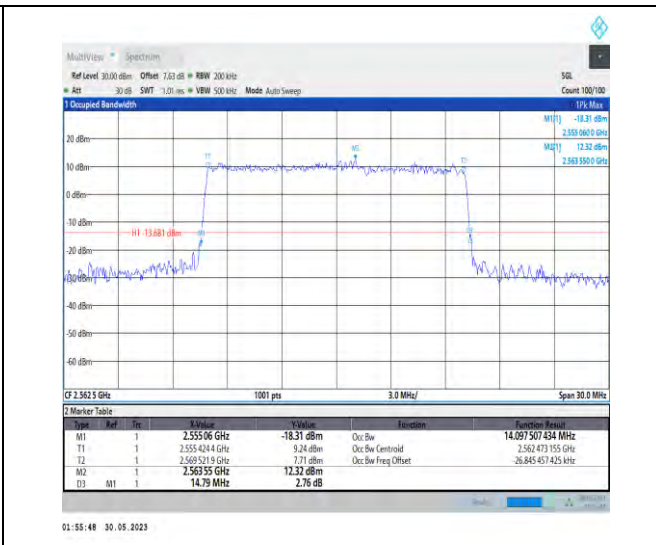 MultiView Spectrum
Ref Level 30.00 dBm Offset 7.63 dB RBW 200 kHz SGL
Att 30 dB SWT 1.01 ms VBW 500 kHz Mode Auto Sweep Count 100/100
1 Occupied Bandwidth 1Pk Max
M1[1] -18.31 dBm
2.555 060 0 GHz
20 dBm M2[1] 12.32 dBm
2.563 550 0 GHz
T1 M2 T2
10 dBm
0 dBm
-10 dBm
H1 -13.681 dBm
-20 dBm
-30 dBm
-40 dBm
-50 dBm
-60 dBm
CF 2.562 5 GHz 1001 pts 3.0 MHz/ Span 30.0 MHz
2 Marker Table
Type Ref Trc X-Value Y-Value Function Function Result
M1 1 2.555 06 GHz -18.31 dBm Occ Bw 14.097 507 434 MHz
T1 1 2.555 424 4 GHz 9.24 dBm Occ Bw Centroid 2.562 473 155 GHz
T2 1 2.569 521 9 GHz 7.71 dBm Occ Bw Freq Offset -26.845 457 425 kHz
M2 1 2.563 55 GHz 12.32 dBm
D3 M1 1 14.79 MHz 2.76 dB
01:55:48 30.05.2023